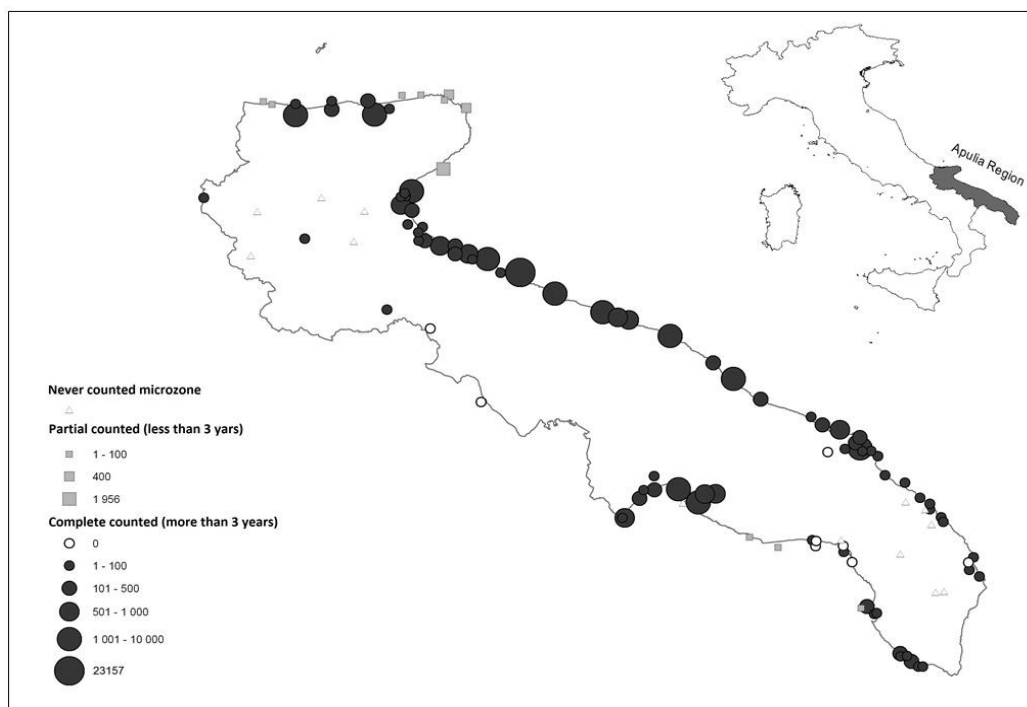 Apulia Region
Never counted microzone
Partial counted (less than 3 yars)
1 - 100
400
1 956
Complete counted (more than 3 years)
0
1 - 100
101 - 500
501 - 1 000
1 001 - 10 000
23157